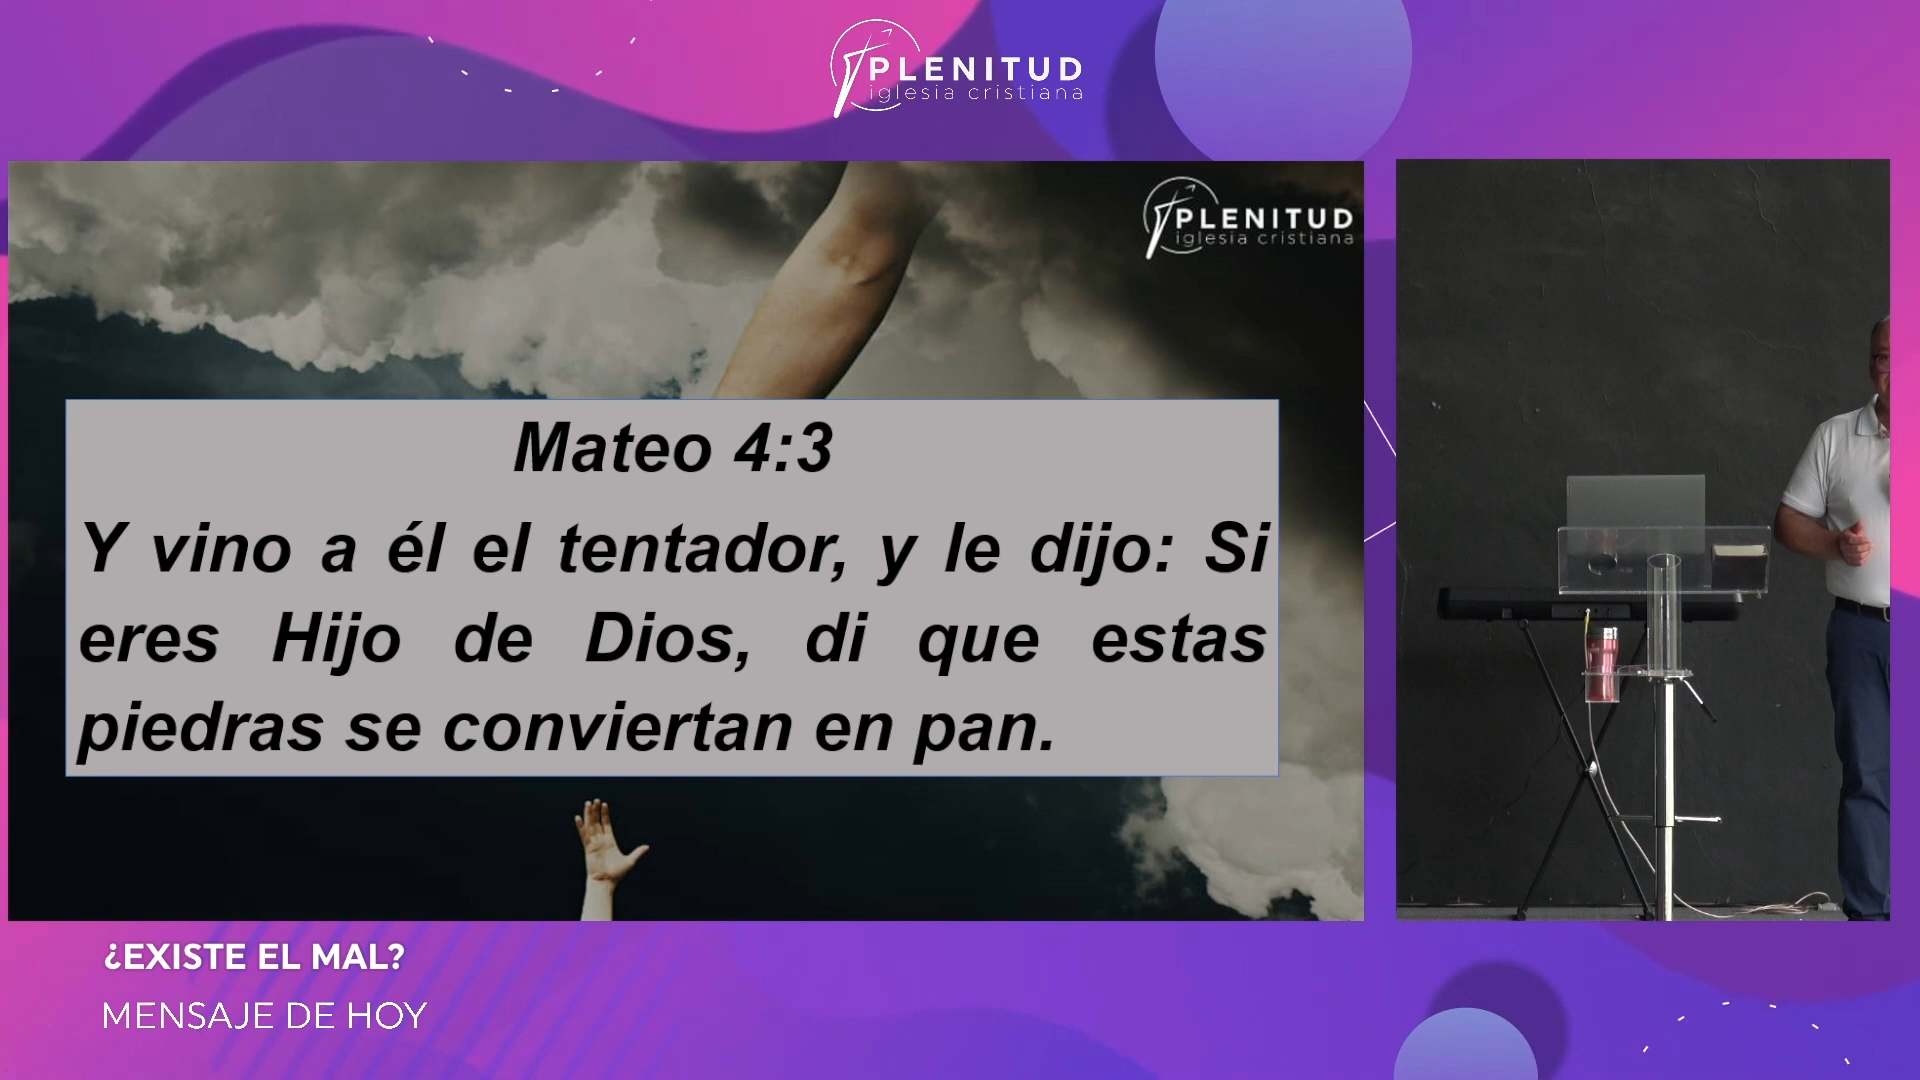 PLENITUD
iglesia cristiana
PLENITUD
iglesia cristiana
Mateo 4:3
Y vino a él el tentador, y le dijo: Si
eres Hijo de Dios, di que estas
piedras se conviertan en pan.
¿EXISTE EL MAL?
MENSAJE DE HOY